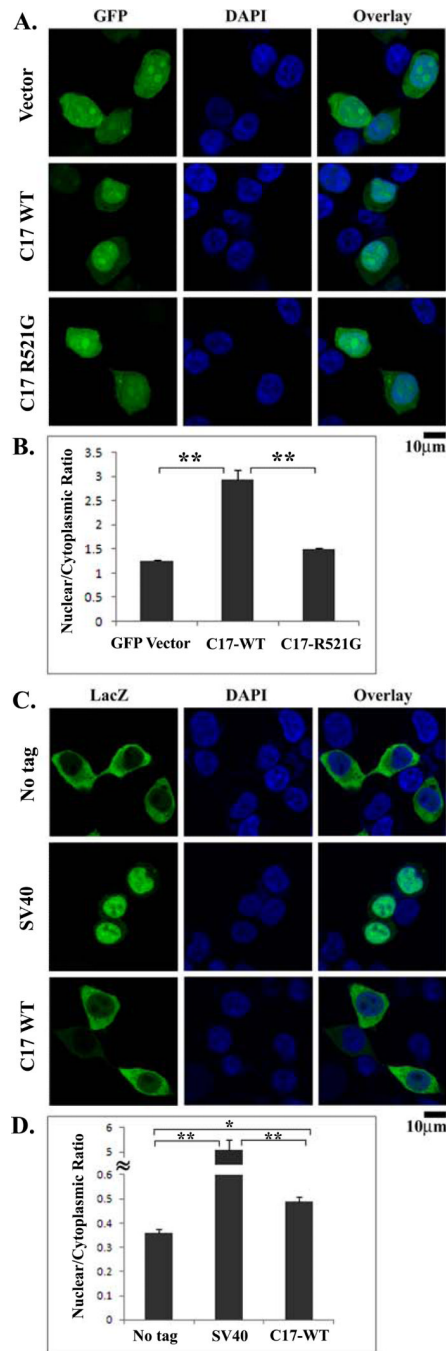 A.
GFP DAPI Overlay
Vector
C17 WT
C17 R521G
10μm
B.
Nuclear/Cytoplasmic Ratio
3.5
3
2.5
2
1.5
1
0.5
0
** **
GFP Vector C17-WT C17-R521G
C.
LacZ DAPI Overlay
No tag
SV40
C17 WT
10μm
D.
Nuclear/Cytoplasmic Ratio
6
5
≈
0.6
0.5
0.4
0.3
0.2
0.1
0
*
** **
No tag SV40 C17-WT